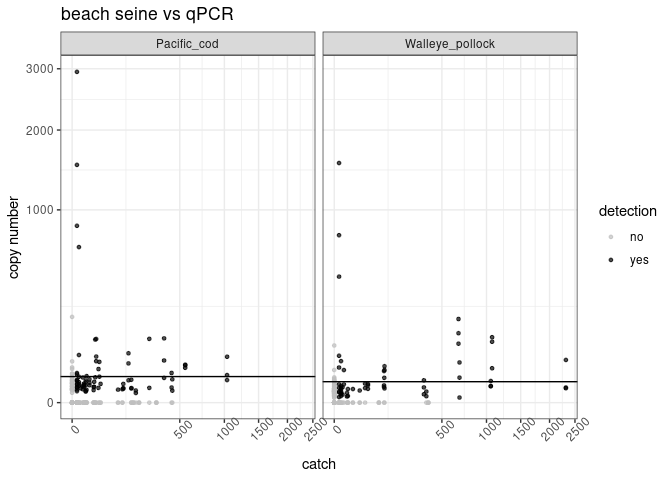 beach seine vs qPCR
Pacific_cod
Walleye_pollock
3000
2000
1000
0
copy number
0
500
1000
1500
2000
2500
0
500
1000
1500
2000
2500
catch
detection
no
yes